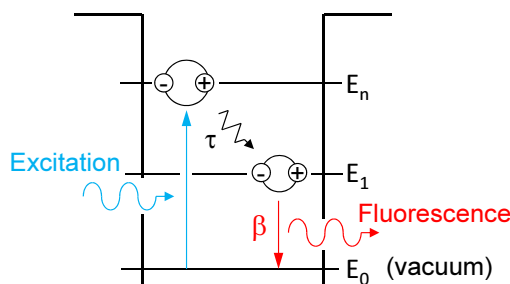 - +
Eₙ
τ
Excitation
- +
E₁
β
Fluorescence
E₀ (vacuum)